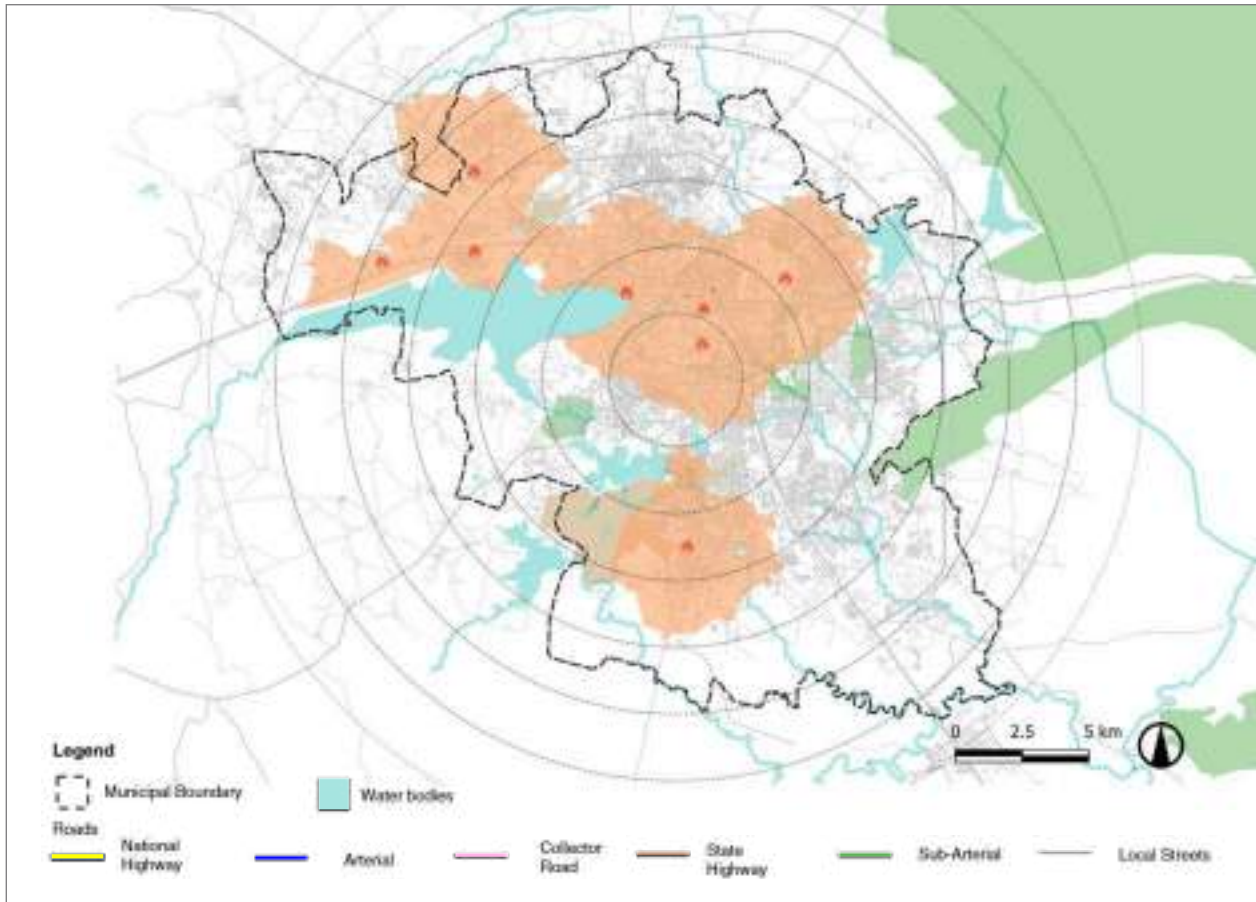 0 2.5 5 km
Legend
Municipal Boundary
Water bodies
Roads
National
Highway
Arterial
Collector
Road
State
Highway
Sub-Arterial
Local Streets